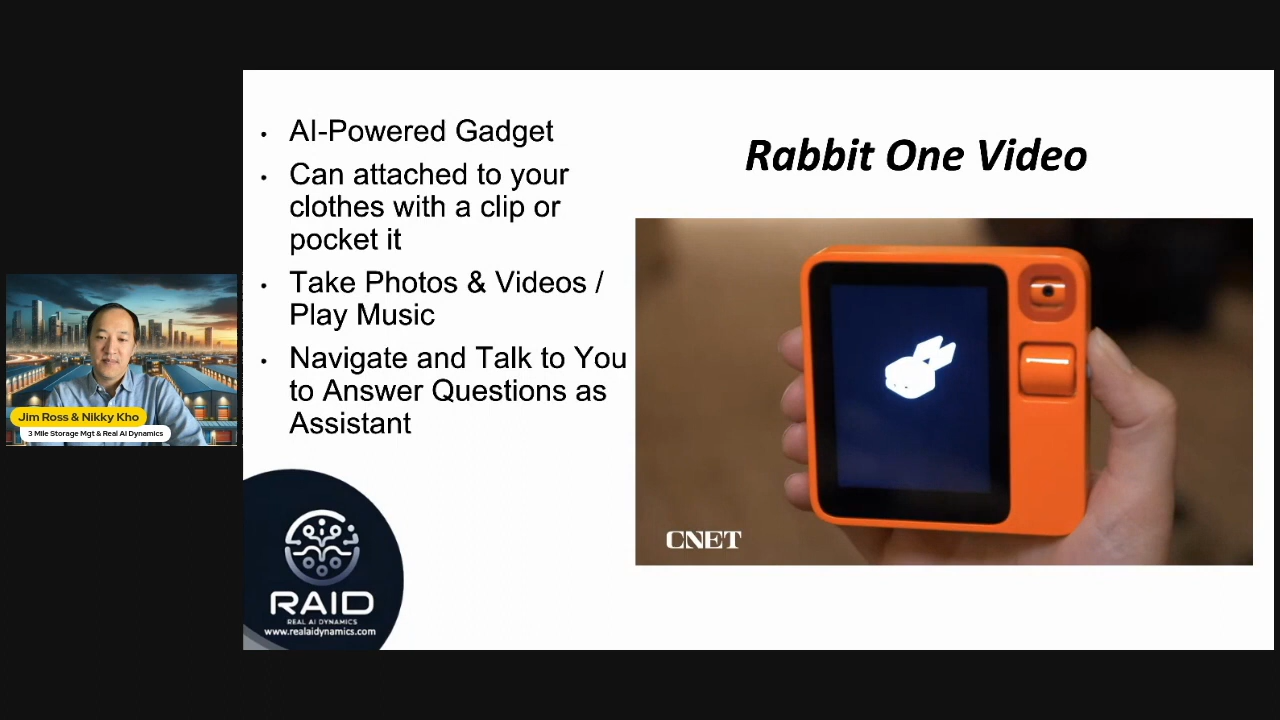 AI-Powered Gadget
Can attached to your
clothes with a clip or
pocket it
Take Photos & Videos /
Play Music
Navigate and Talk to You
to Answer Questions as
Assistant
Rabbit One Video
CNET
Jim Ross & Nikky Kho
3 Mile Storage Mgt & Real AI Dynamics
RAID
REAL AI DYNAMICS
www.realaidynamics.com